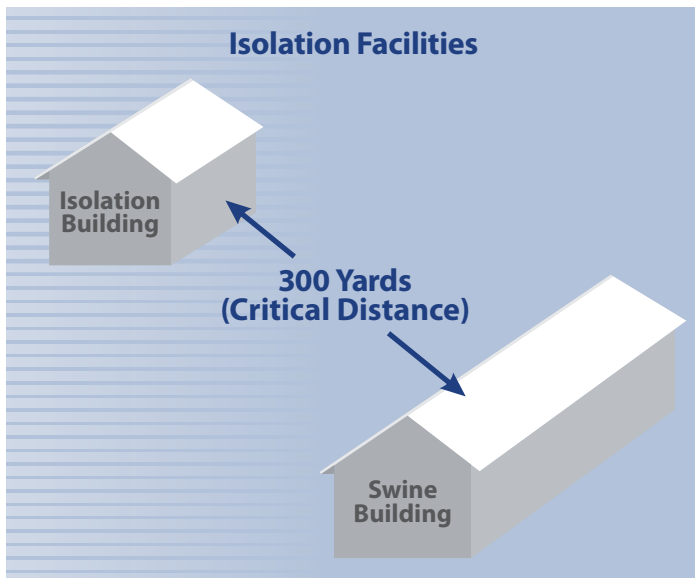 Isolation Facilities
Isolation
Building
300 Yards
(Critical Distance)
Swine
Building